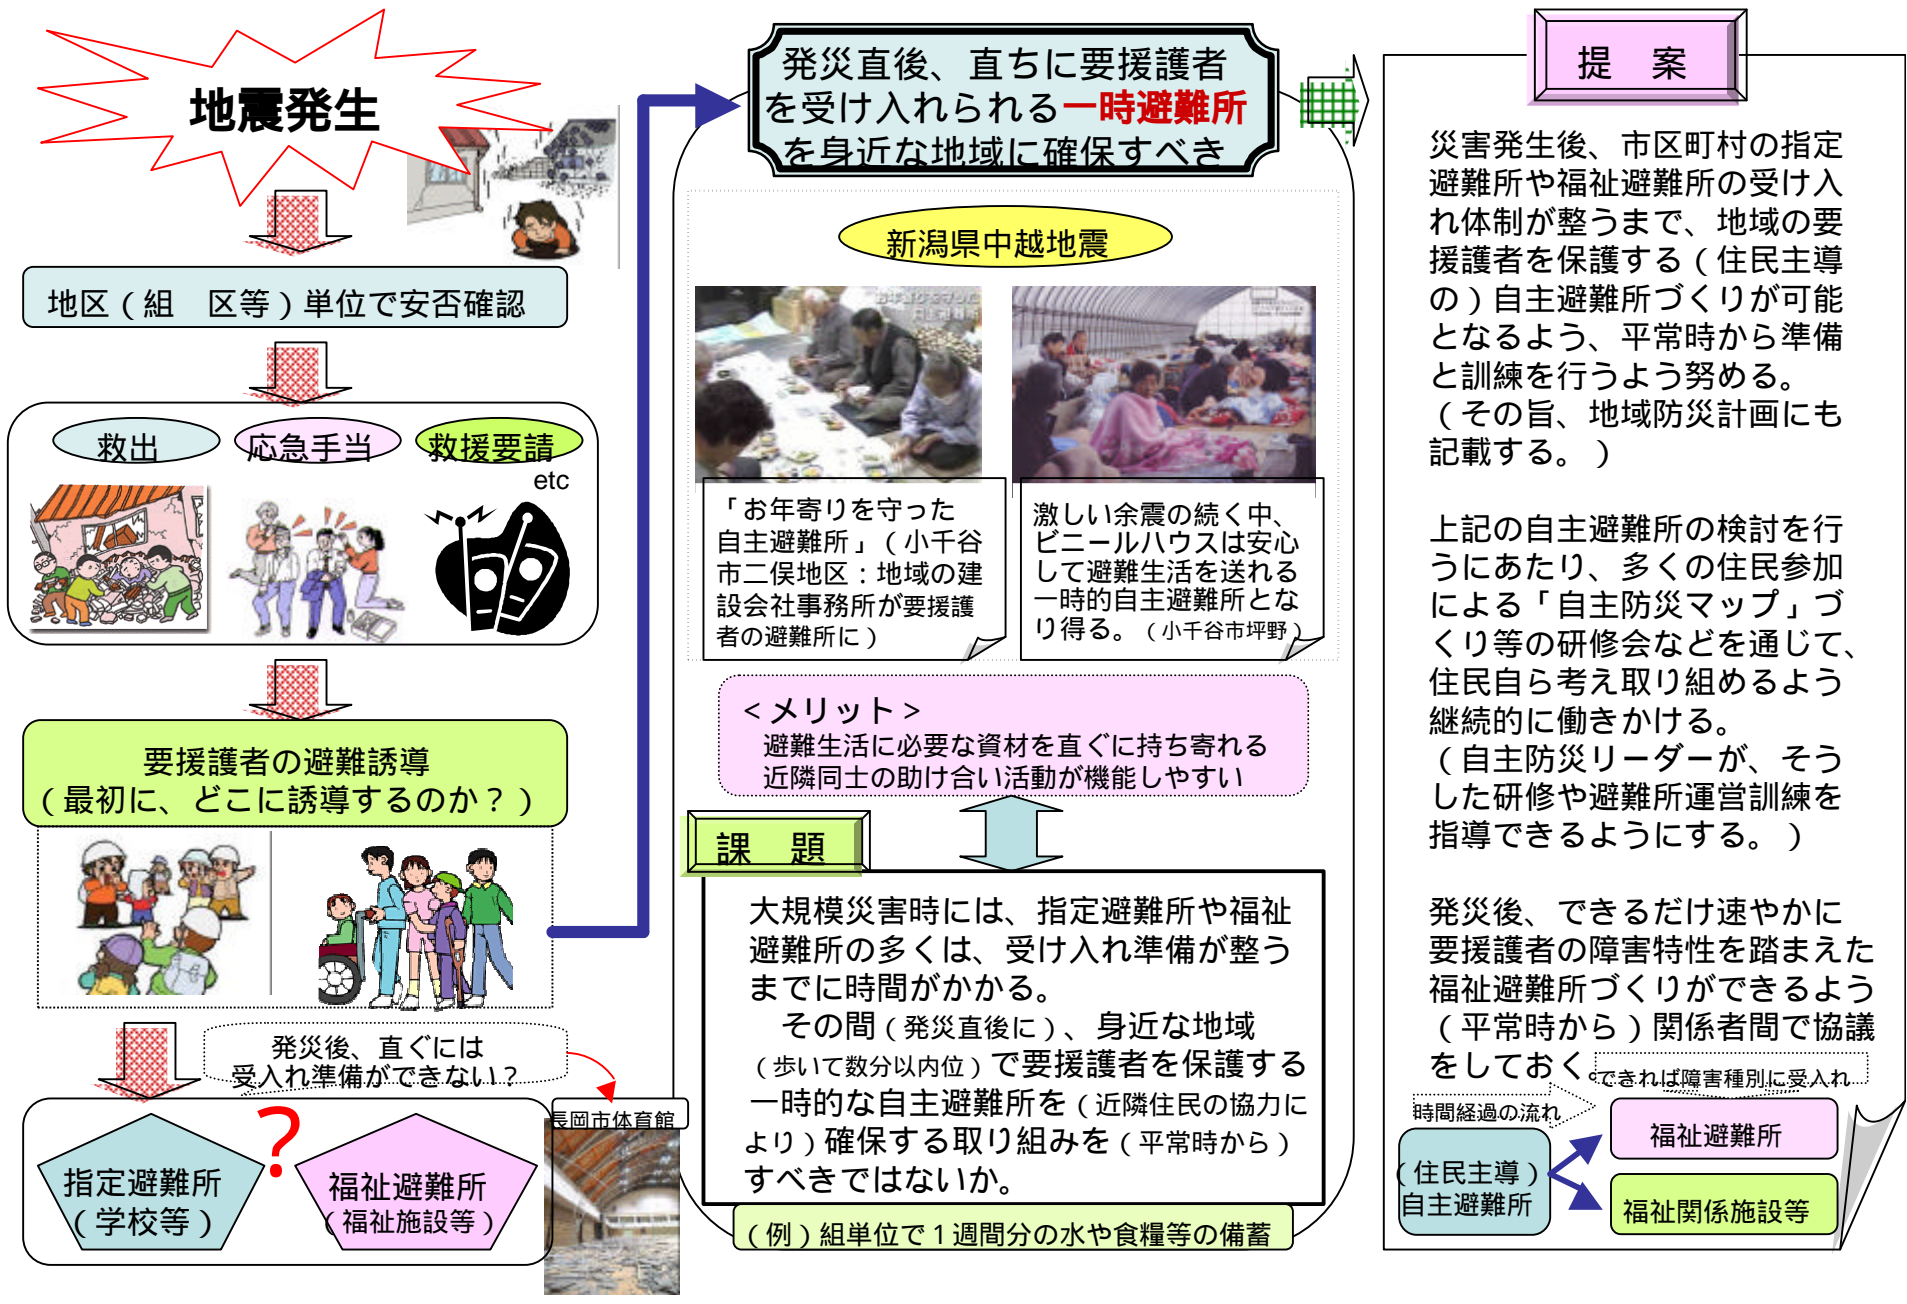 地震発生
地区（組　区等）単位で安否確認
救出
応急手当
救援要請
etc
要援護者の避難誘導
（最初に、どこに誘導するのか？）
発災後、直ぐには
受入れ準備ができない？
指定避難所
（学校等）
?
福祉避難所
（福祉施設等）
長岡市体育館
発災直後、直ちに要援護者
を受け入れられる一時避難所
を身近な地域に確保すべき
新潟県中越地震
お年寄りを守った
自主避難所
「お年寄りを守った
自主避難所」（小千谷
市二俣地区：地域の建
設会社事務所が要援護
者の避難所に）
激しい余震の続く中、
ビニールハウスは安心
して避難生活を送れる
一時的自主避難所とな
り得る。（小千谷市坪野）
＜メリット＞
避難生活に必要な資材を直ぐに持ち寄れる
近隣同士の助け合い活動が機能しやすい
課　題
大規模災害時には、指定避難所や福祉
避難所の多くは、受け入れ準備が整う
までに時間がかかる。
その間（発災直後に）、身近な地域
（歩いて数分以内位）で要援護者を保護する
一時的な自主避難所を（近隣住民の協力に
より）確保する取り組みを（平常時から）
すべきではないか。
（例）組単位で１週間分の水や食糧等の備蓄
提　案
災害発生後、市区町村の指定
避難所や福祉避難所の受け入
れ体制が整うまで、地域の要
援護者を保護する（住民主導
の）自主避難所づくりが可能
となるよう、平常時から準備
と訓練を行うよう努める。
（その旨、地域防災計画にも
記載する。）
上記の自主避難所の検討を行
うにあたり、多くの住民参加
による「自主防災マップ」づ
くり等の研修会などを通じて、
住民自ら考え取り組めるよう
継続的に働きかける。
（自主防災リーダーが、そう
した研修や避難所運営訓練を
指導できるようにする。）
発災後、できるだけ速やかに
要援護者の障害特性を踏まえた
福祉避難所づくりができるよう
（平常時から）関係者間で協議
をしておく。
できれば障害種別に受入れ
時間経過の流れ
（住民主導）
自主避難所
福祉避難所
福祉関係施設等